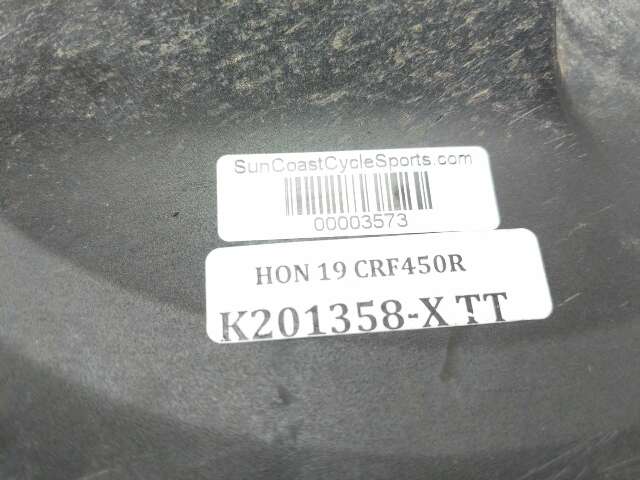 SunCoastCycleSports.com
00003573
HON 19 CRF450R
K201358-X TT